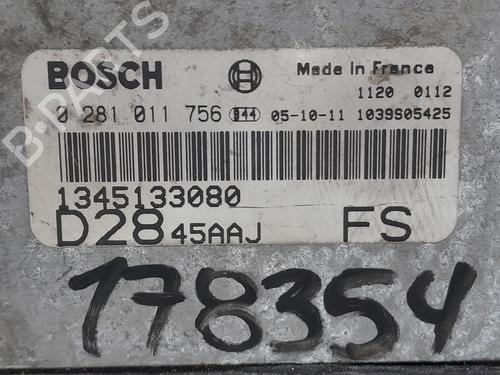 BOSCH Made in France
1120 0112
0 281 011 756 944 05-10-11 1039S05425
1345133080
D28 45AAJ FS
178354
B-PARTS